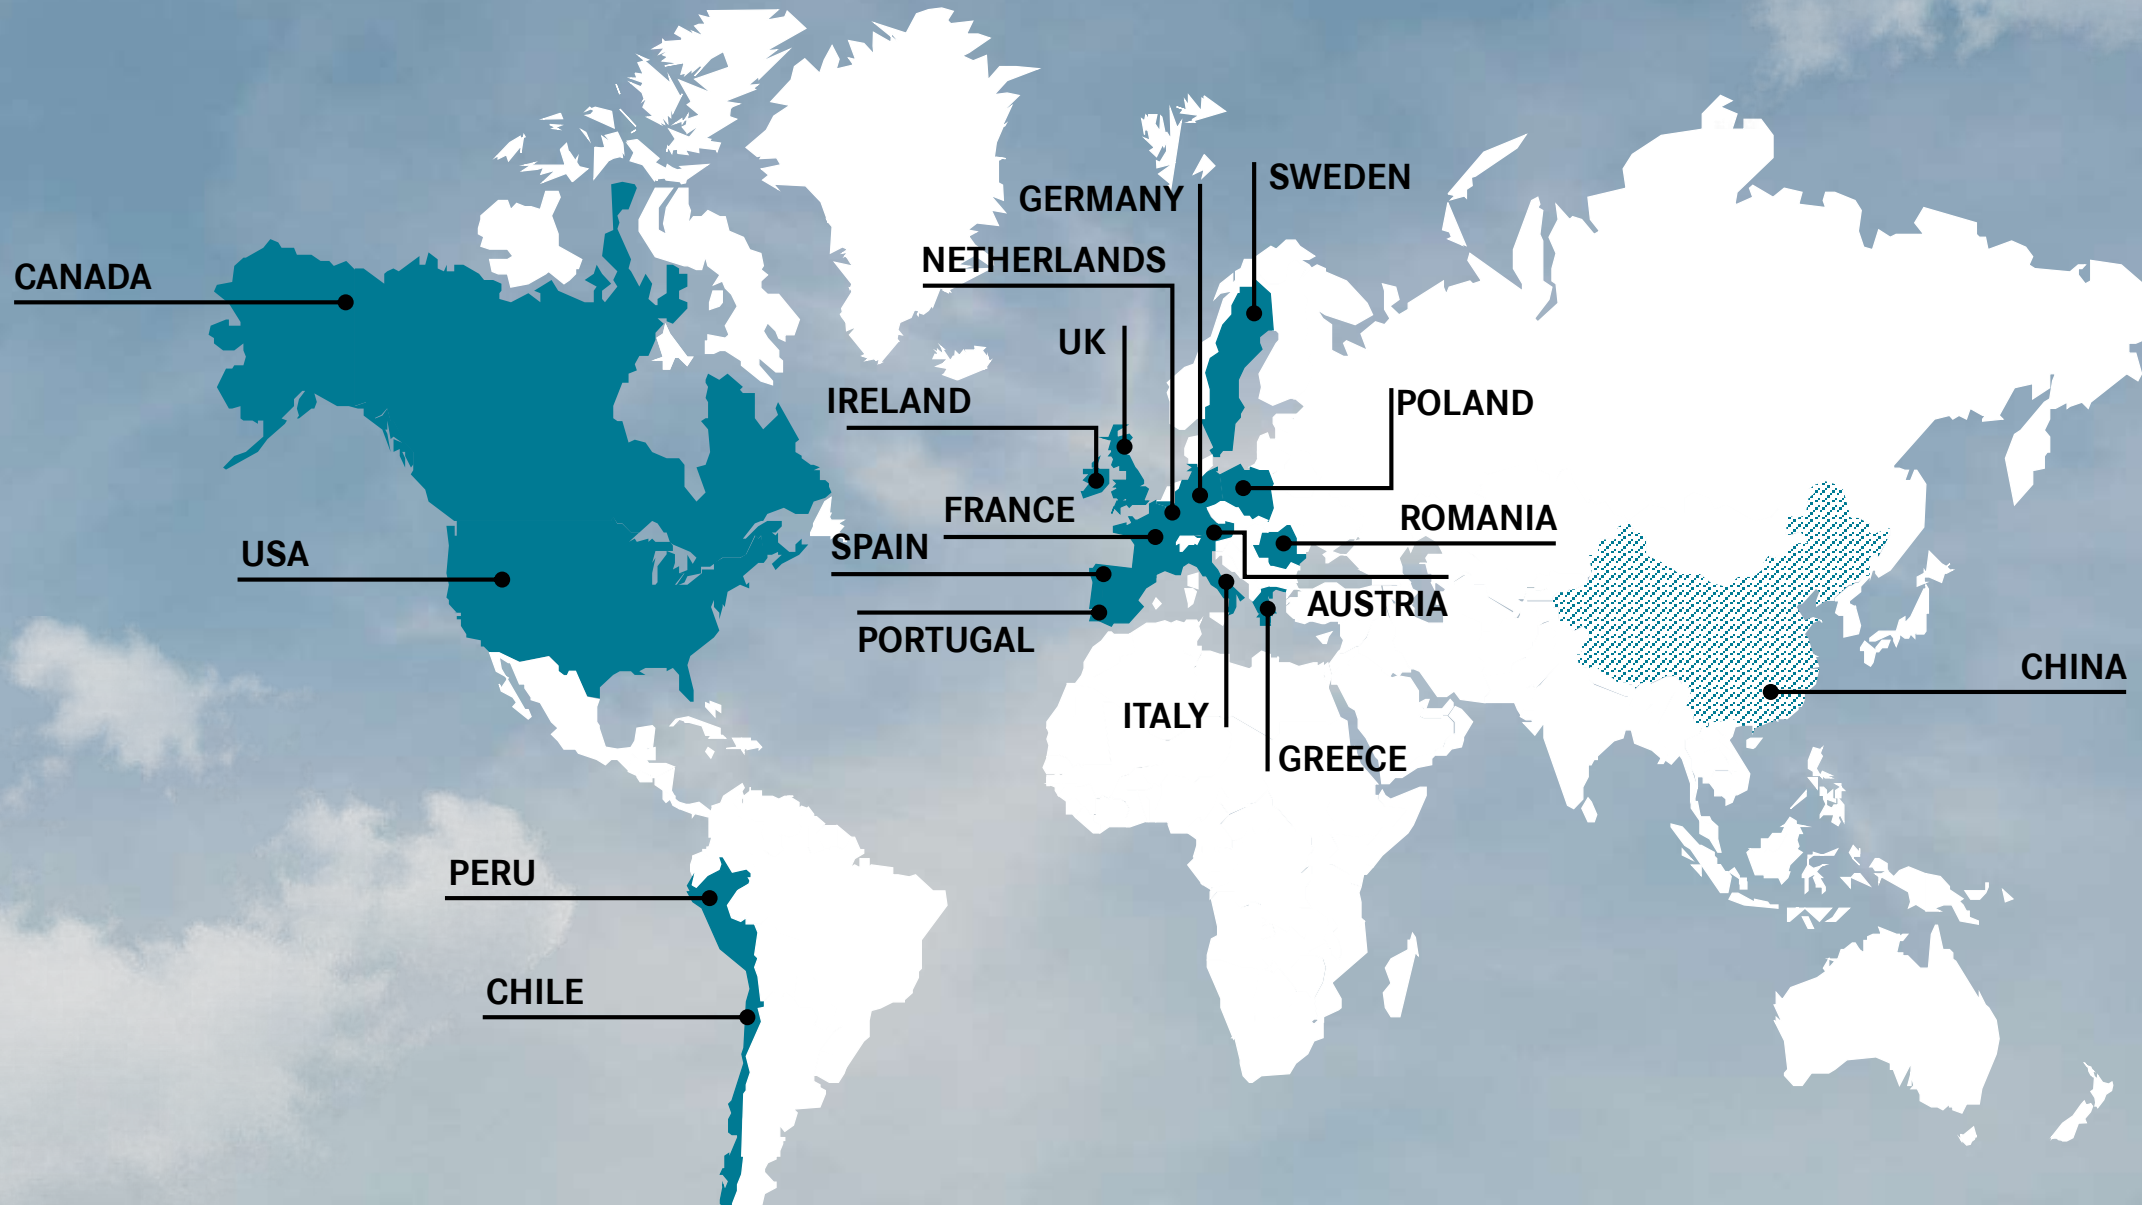 SWEDEN
GERMANY
NETHERLANDS
CANADA
UK
IRELAND
POLAND
FRANCE
ROMANIA
SPAIN
USA
AUSTRIA
PORTUGAL
CHINA
ITALY
GREECE
PERU
CHILE